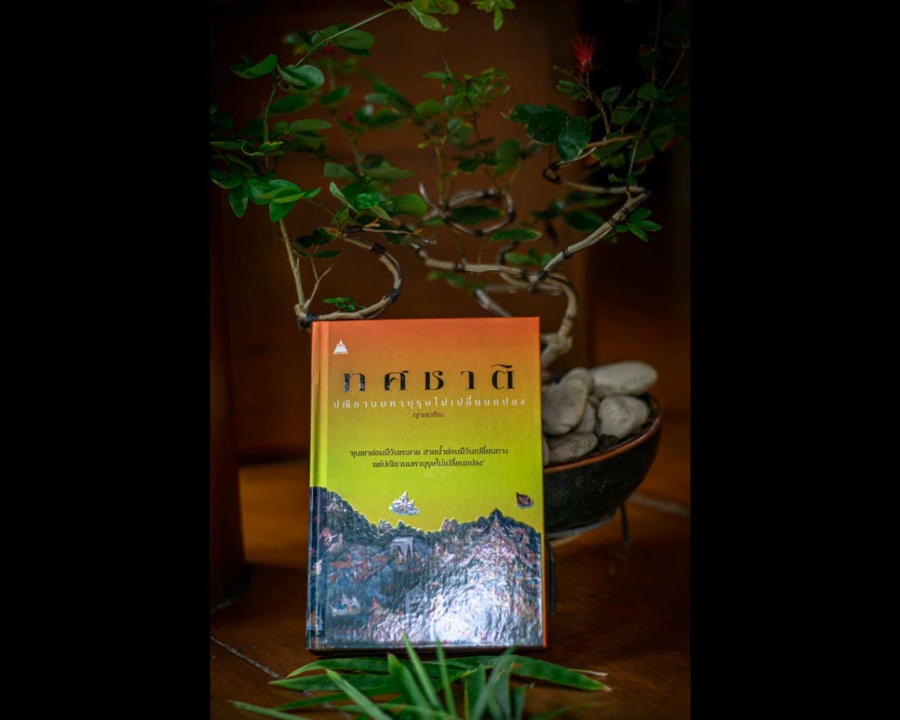 ทศชาติ
ปณิธานมหาบุรุษไม่เปลี่ยนแปลง
ญาณวชิระ
"ขุนเขาย่อมมีวันทะลาย สายน้ำย่อมมีวันเปลี่ยนทาง
แต่ปณิธานมหาบุรุษไม่เปลี่ยนแปลง"